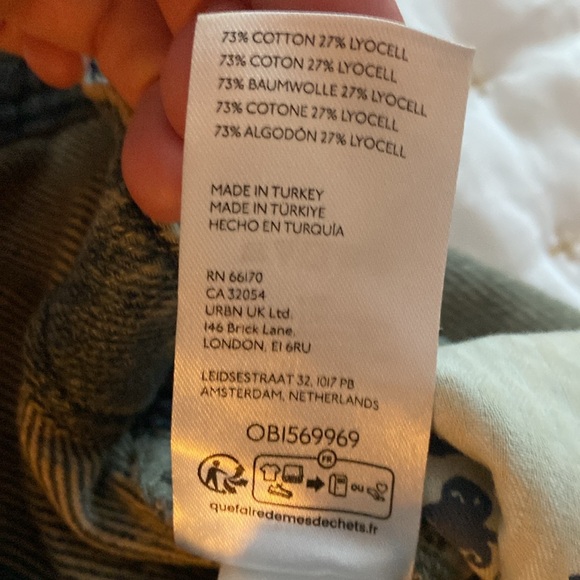 73% COTTON 27% LYOCELL
73% COTON 27% LYOCELL
73% BAUMWOLLE 27% LYOCELL
73% COTONE 27% LYOCELL
73% ALGODÓN 27% LYOCELL
MADE IN TURKEY
MADE IN TÜRKIYE
HECHO EN TURQUÍA
RN 66170
CA 32054
URBN UK Ltd.
146 Brick Lane,
LONDON, E1 6RU
LEIDSESTRAAT 32, 1017 PB
AMSTERDAM, NETHERLANDS
OB1569969
FR
OU
quefairedemesdechets.fr